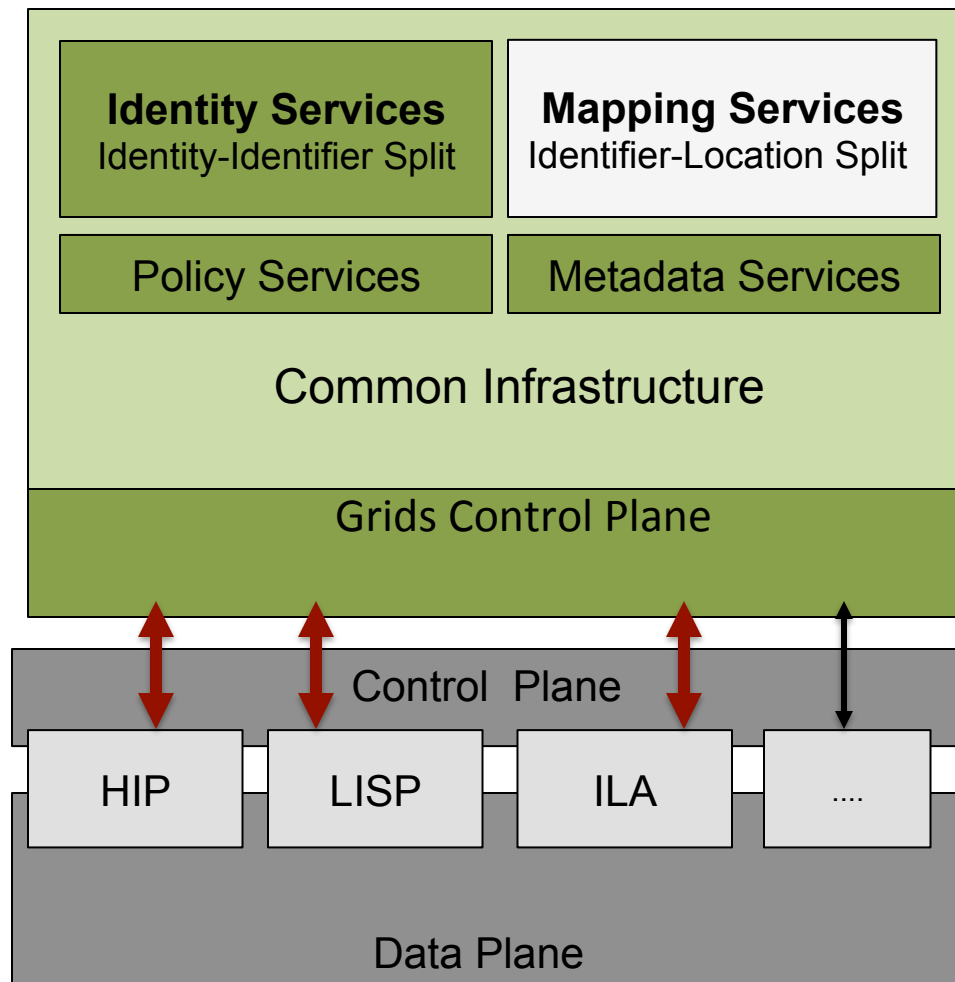 Identity Services
Identity-Identifier Split
Mapping Services
Identifier-Location Split
Policy Services
Metadata Services
Common Infrastructure
Grids Control Plane
Control Plane
HIP
LISP
ILA
....
Data Plane